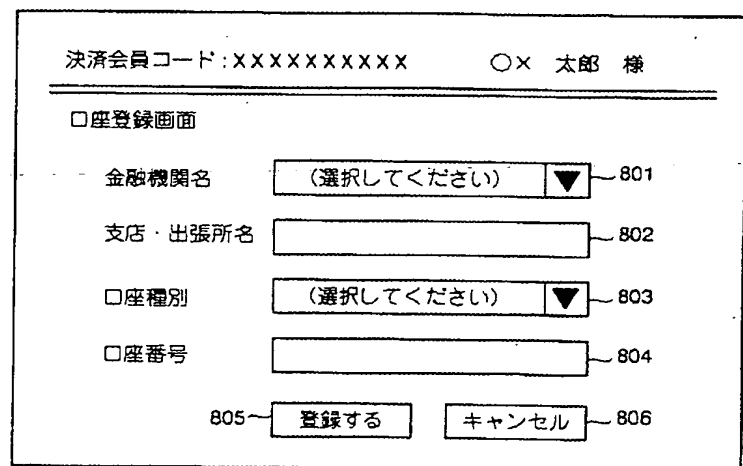 決済会員コード:XXXXXXXXXX ○× 太郎 様
口座登録画面
金融機関名 (選択してください) ▼ 801
支店・出張所名 802
口座種別 (選択してください) ▼ 803
口座番号 804
805 登録する キャンセル 806